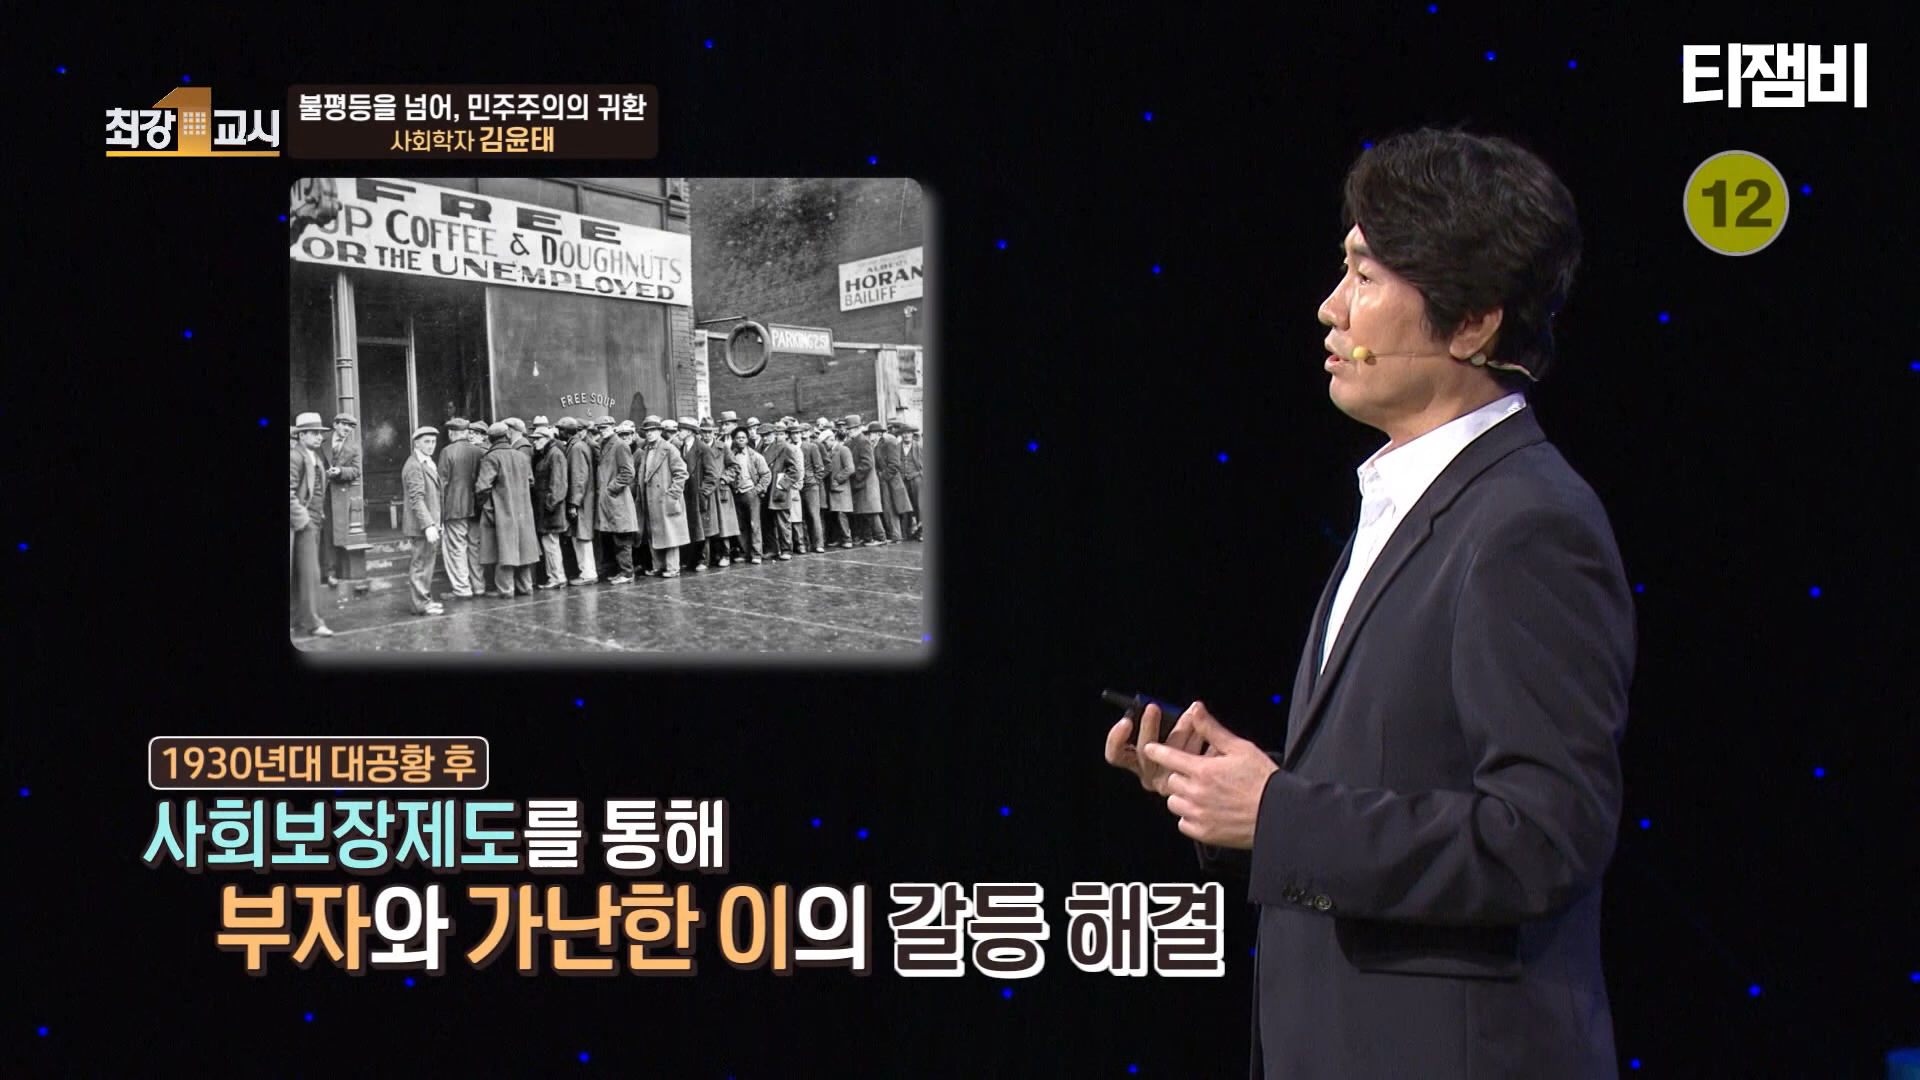 티잼비
12
최강1교시
불평등을 넘어, 민주주의의 귀환
사회학자 김윤태
FREE
UP COFFEE & DOUGHNUTS
OR THE UNEMPLOYED
HORAN
BAILIFF
PARKING 25
FREE SOUP
&
1930년대 대공황 후
사회보장제도를 통해
부자와 가난한 이의 갈등 해결